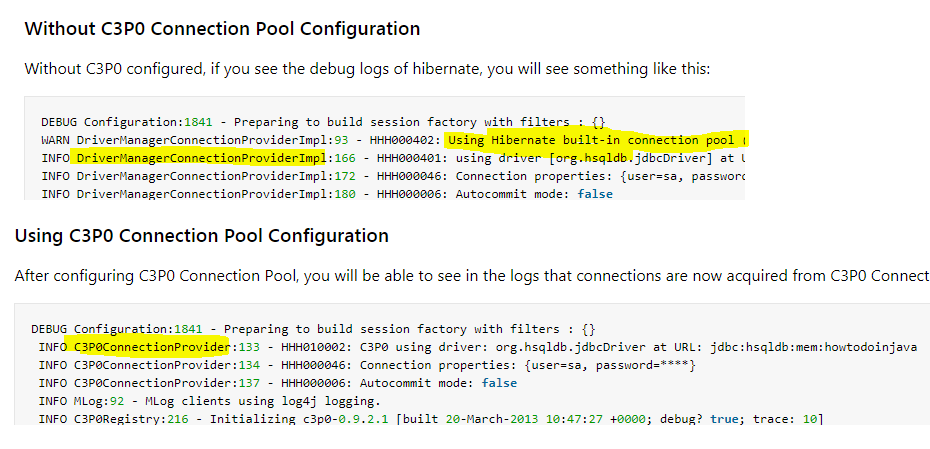 Without C3P0 Connection Pool Configuration
Without C3P0 configured, if you see the debug logs of hibernate, you will see something like this:
DEBUG Configuration:1841 - Preparing to build session factory with filters : {}
WARN DriverManagerConnectionProviderImpl:93 - HHH000402: Using Hibernate built-in connection pool (
INFO DriverManagerConnectionProviderImpl:166 - HHH000401: using driver [org.hsqldb.jdbcDriver] at U
INFO DriverManagerConnectionProviderImpl:172 - HHH000046: Connection properties: {user=sa, password
INFO DriverManagerConnectionProviderImpl:180 - HHH000006: Autocommit mode: false
Using C3P0 Connection Pool Configuration
After configuring C3P0 Connection Pool, you will be able to see in the logs that connections are now acquired from C3P0 Connect
DEBUG Configuration:1841 - Preparing to build session factory with filters : {}
INFO C3P0ConnectionProvider:133 - HHH010002: C3P0 using driver: org.hsqldb.jdbcDriver at URL: jdbc:hsqldb:mem:howtodoinjava
INFO C3P0ConnectionProvider:134 - HHH000046: Connection properties: {user=sa, password=****}
INFO C3P0ConnectionProvider:137 - HHH000006: Autocommit mode: false
INFO MLog:92 - MLog clients using log4j logging.
INFO C3P0Registry:216 - Initializing c3p0-0.9.2.1 [built 20-March-2013 10:47:27 +0000; debug? true; trace: 10]